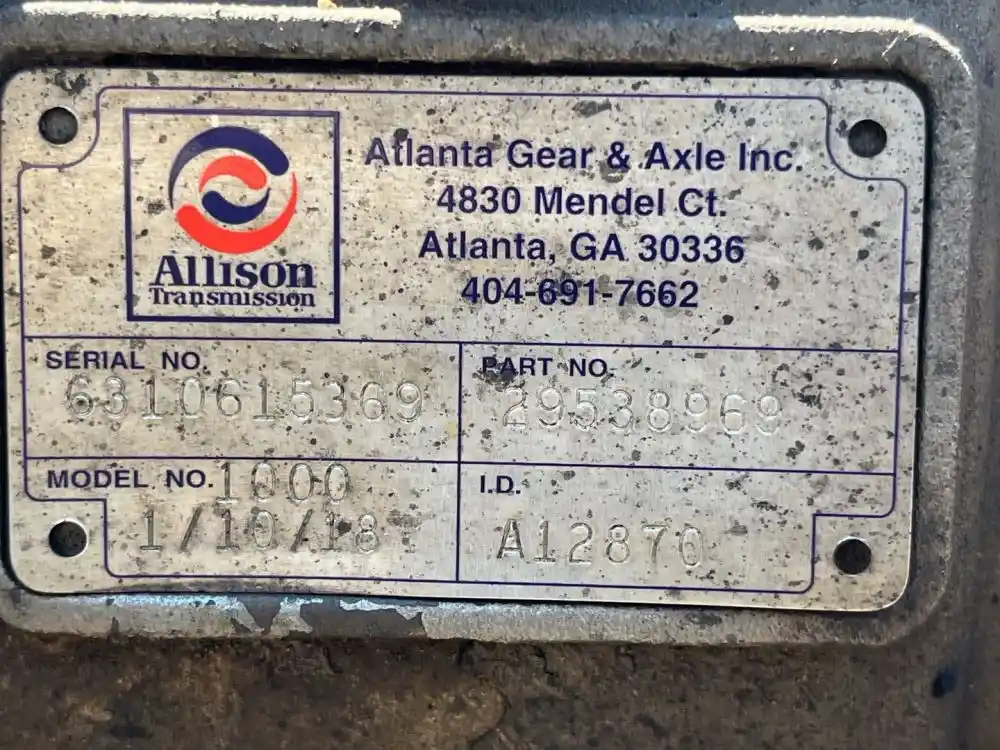 Atlanta Gear & Axle Inc.
4830 Mendel Ct.
Atlanta, GA 30336
404-691-7662
Allison
Transmission
SERIAL NO.
6310615369
PART NO.
29538969
MODEL NO. 1000
1/10/18
I.D.
A12870